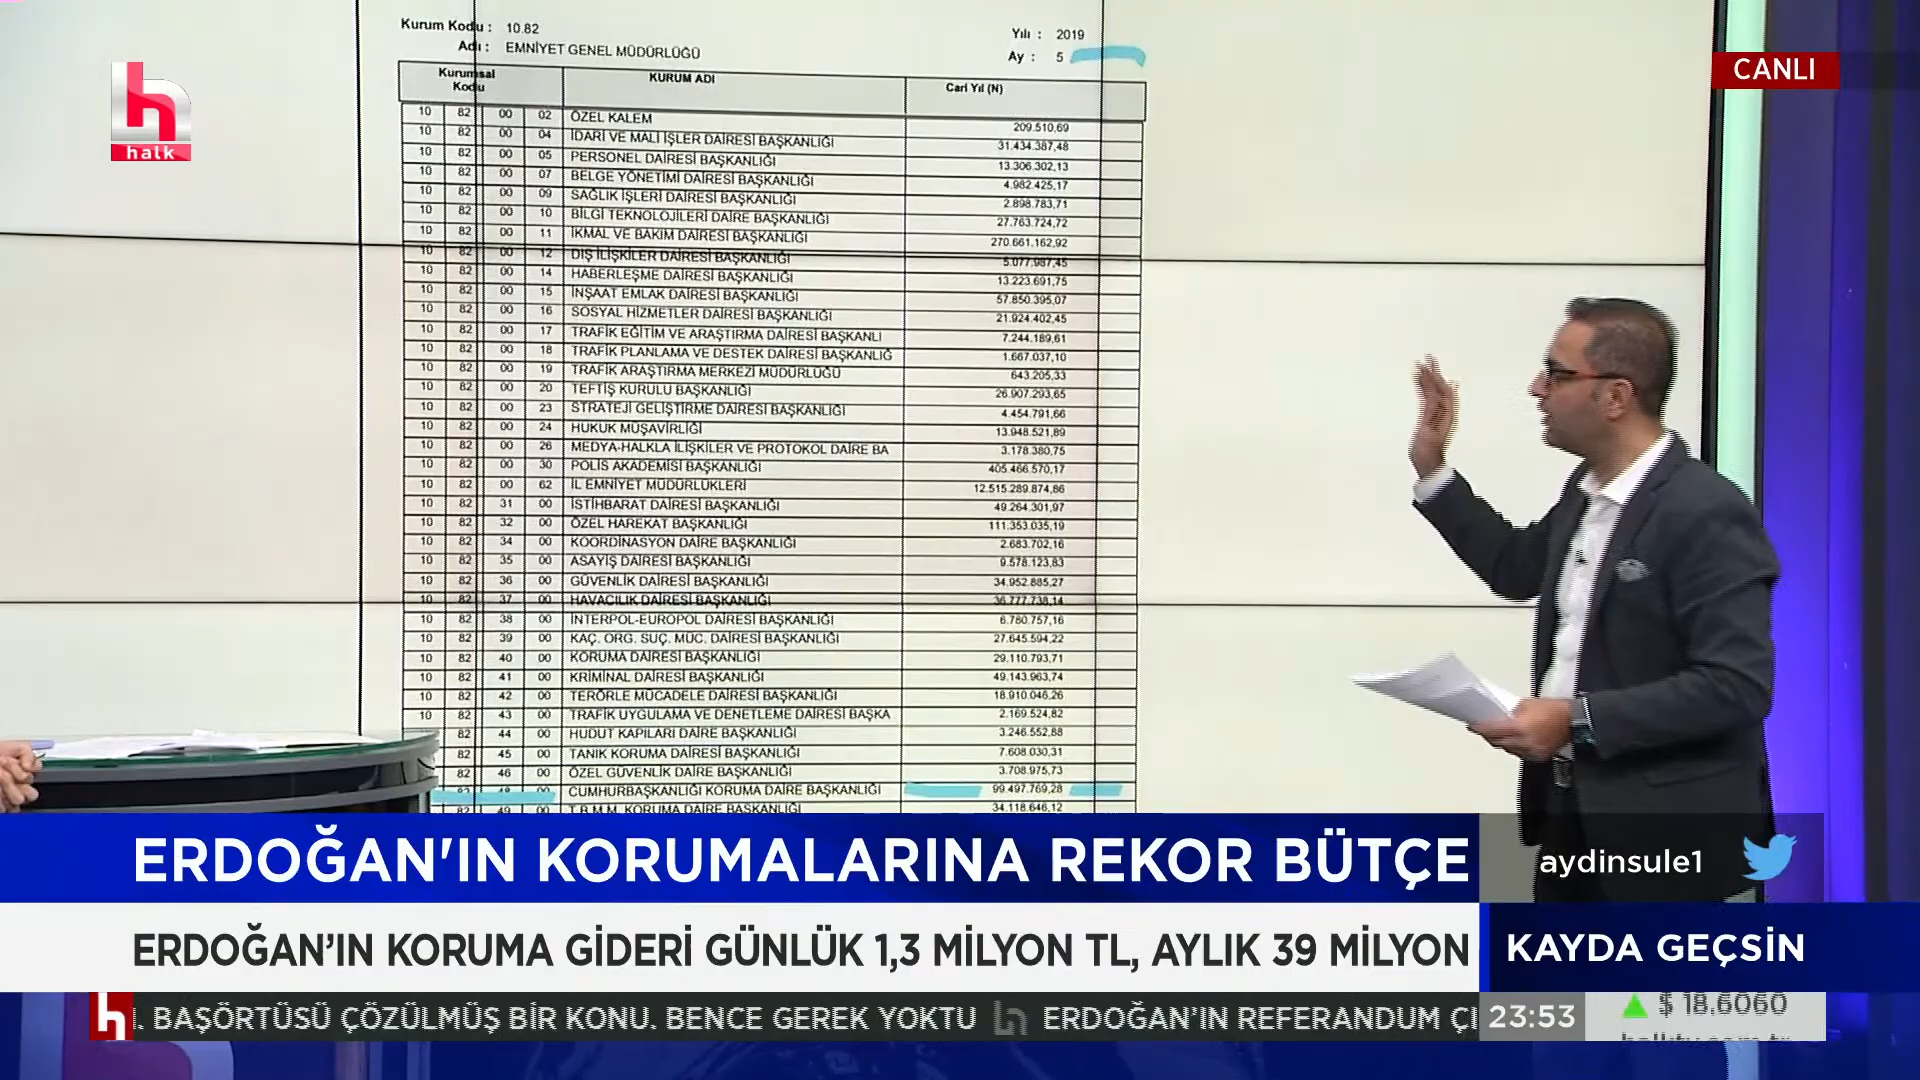 Kurum Kodu : 10.82
Yılı : 2019
Adı : EMNİYET GENEL MÜDÜRLÜĞÜ
Ay : 5
Kurumsal Kodu KURUM ADI Cari Yıl (N)
10 82 00 02 ÖZEL KALEM 209.510,69
10 82 00 04 İDARİ VE MALİ İŞLER DAİRESİ BAŞKANLIĞI 31.434.387,48
10 82 00 05 PERSONEL DAİRESİ BAŞKANLIĞI 13.306.302,13
10 82 00 07 BELGE YÖNETİMİ DAİRESİ BAŞKANLIĞI 4.982.425,17
10 82 00 09 SAĞLIK İŞLERİ DAİRESİ BAŞKANLIĞI 2.898.783,71
10 82 00 10 BİLGİ TEKNOLOJİLERİ DAİRE BAŞKANLIĞI 27.763.724,72
10 82 00 11 İKMAL VE BAKIM DAİRESİ BAŞKANLIĞI 270.661.162,92
10 82 00 12 DIŞ İLİŞKİLER DAİRESİ BAŞKANLIĞI 5.077.987,45
10 82 00 14 HABERLEŞME DAİRESİ BAŞKANLIĞI 13.223.691,75
10 82 00 15 İNŞAAT EMLAK DAİRESİ BAŞKANLIĞI 57.850.395,07
10 82 00 16 SOSYAL HİZMETLER DAİRESİ BAŞKANLIĞI 21.924.402,45
10 82 00 17 TRAFİK EĞİTİM VE ARAŞTIRMA DAİRESİ BAŞKANLI 7.244.189,61
10 82 00 18 TRAFİK PLANLAMA VE DESTEK DAİRESİ BAŞKANLIĞ 1.667.037,10
10 82 00 19 TRAFİK ARAŞTIRMA MERKEZİ MÜDÜRLÜĞÜ 643.205,33
10 82 00 20 TEFTİŞ KURULU BAŞKANLIĞI 26.907.293,65
10 82 00 23 STRATEJİ GELİŞTİRME DAİRESİ BAŞKANLIĞI 4.454.791,66
10 82 00 24 HUKUK MÜŞAVİRLİĞİ 13.948.521,89
10 82 00 26 MEDYA-HALKLA İLİŞKİLER VE PROTOKOL DAİRE BA 3.178.380,75
10 82 00 30 POLİS AKADEMİSİ BAŞKANLIĞI 405.466.570,17
10 82 00 62 İL EMNİYET MÜDÜRLÜKLERİ 12.515.289.874,86
10 82 31 00 İSTİHBARAT DAİRESİ BAŞKANLIĞI 49.264.301,97
10 82 32 00 ÖZEL HAREKAT BAŞKANLIĞI 111.353.035,19
10 82 34 00 KOORDİNASYON DAİRE BAŞKANLIĞI 2.683.702,16
10 82 35 00 ASAYİŞ DAİRESİ BAŞKANLIĞI 9.578.123,83
10 82 36 00 GÜVENLİK DAİRESİ BAŞKANLIĞI 34.952.885,27
10 82 37 00 HAVACILIK DAİRESİ BAŞKANLIĞI 36.777.738,14
10 82 38 00 İNTERPOL-EUROPOL DAİRESİ BAŞKANLIĞI 6.780.757,16
10 82 39 00 KAÇ. ORG. SUÇ. MÜC. DAİRESİ BAŞKANLIĞI 27.645.594,22
10 82 40 00 KORUMA DAİRESİ BAŞKANLIĞI 29.110.793,71
10 82 41 00 KRİMİNAL DAİRESİ BAŞKANLIĞI 49.143.963,74
10 82 42 00 TERÖRLE MÜCADELE DAİRESİ BAŞKANLIĞI 18.910.046,26
10 82 43 00 TRAFİK UYGULAMA VE DENETLEME DAİRESİ BAŞKA 2.169.524,82
82 44 00 HUDUT KAPILARI DAİRE BAŞKANLIĞI 3.246.552,88
82 45 00 TANIK KORUMA DAİRESİ BAŞKANLIĞI 7.608.030,31
82 46 00 ÖZEL GÜVENLİK DAİRE BAŞKANLIĞI 3.708.975,73
82 48 00 CUMHURBAŞKANLIĞI KORUMA DAİRE BAŞKANLIĞI 99.497.769,28
82 49 00 T.B.M.M. KORUMA DAİRE BAŞKANLIĞI 34.118.646,12
h
halk
CANLI
ERDOĞAN'IN KORUMALARINA REKOR BÜTÇE
aydinsule1
ERDOĞAN’IN KORUMA GİDERİ GÜNLÜK 1,3 MİLYON TL, AYLIK 39 MİLYON
KAYDA GEÇSİN
I. BAŞÖRTÜSÜ ÇÖZÜLMÜŞ BİR KONU. BENCE GEREK YOKTU ERDOĞAN’IN REFERANDUM ÇI
23:53
$ 18.6060
halktv.com.tr